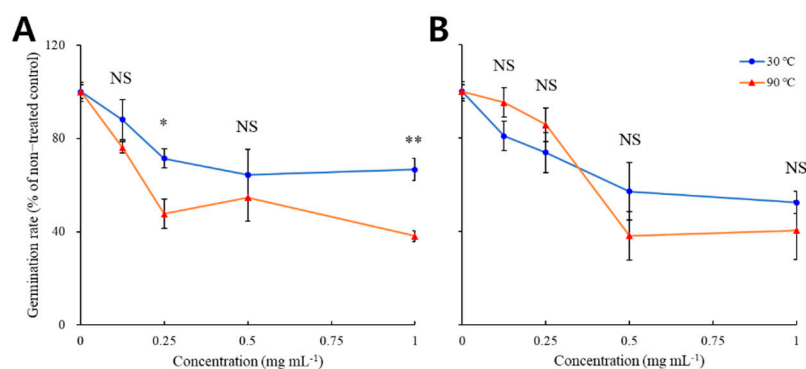 A
B
120
80
40
0
Germination rate (% of non−treated control)
NS
*
NS
**
0
0.25
0.5
0.75
1
Concentration (mg mL-1)
30 ℃
90 ℃
NS
NS
NS
NS
0
0.25
0.5
0.75
1
Concentration (mg mL-1)